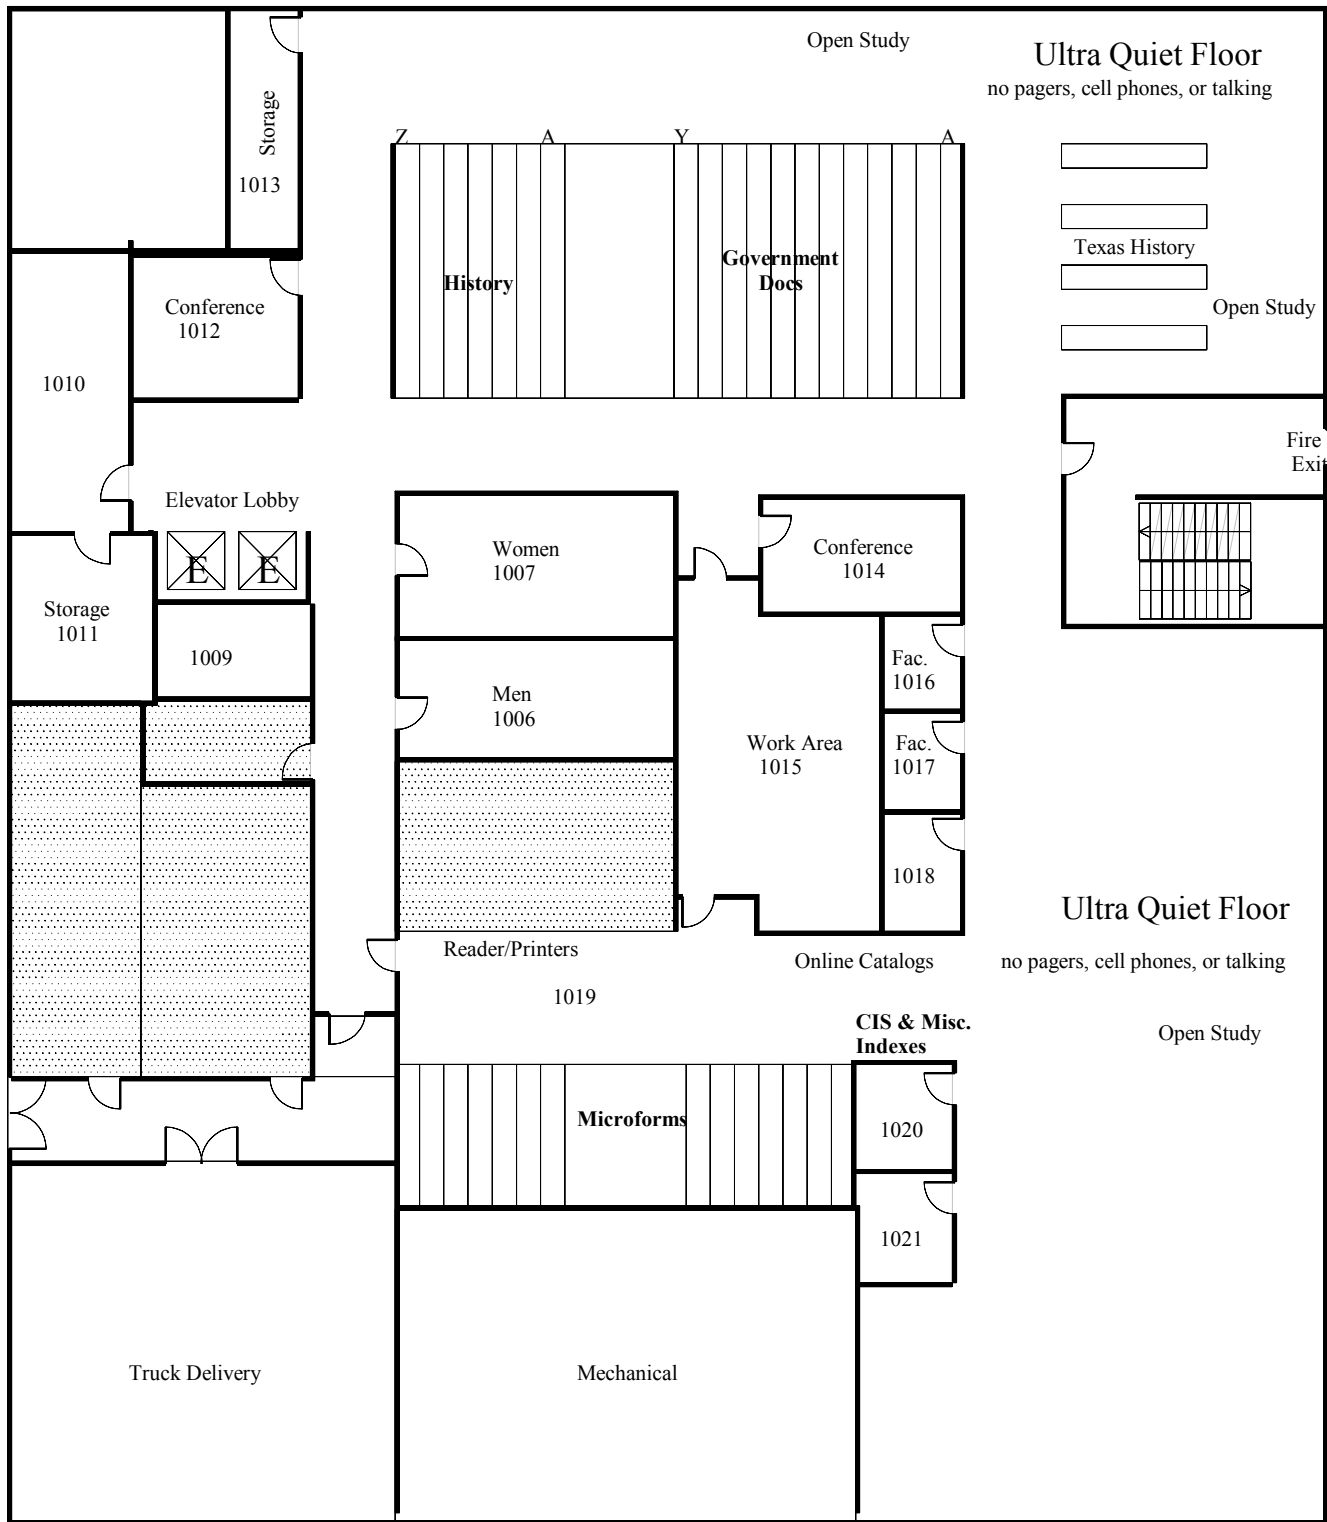 Open Study
Ultra Quiet Floor
no pagers, cell phones, or talking
Storage
1013
Z
A
Y
A
History
Government
Docs
Texas History
Open Study
Conference
1012
1010
Fire
Exit
Elevator Lobby
E
E
Women
1007
Conference
1014
Storage
1011
1009
Men
1006
Fac.
1016
Work Area
1015
Fac.
1017
1018
Ultra Quiet Floor
no pagers, cell phones, or talking
Reader/Printers
Online Catalogs
1019
CIS & Misc.
Indexes
Open Study
Microforms
1020
1021
Truck Delivery
Mechanical